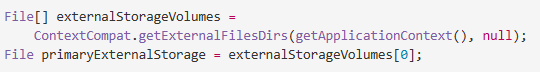 File[] externalStorageVolumes =
ContextCompat.getExternalFilesDirs(getApplicationContext(), null);
File primaryExternalStorage = externalStorageVolumes[0];